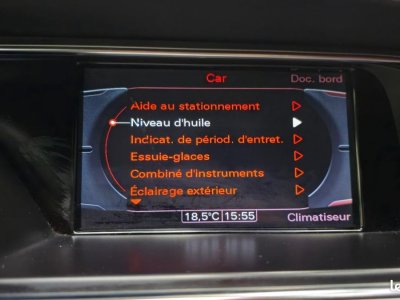 Car
Doc. bord
Aide au stationnement
Niveau d'huile
Indicat. de périod. d'entret.
Essuie-glaces
Combiné d'instruments
Éclairage extérieur
18,5°C 15:55
Climatiseur